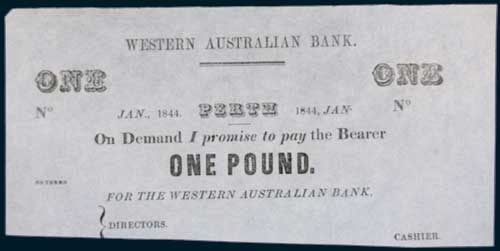 WESTERN AUSTRALIAN BANK.
ONE ONE
No JAN., 1844. PERTH 1844, JAN- No
On Demand I promise to pay the Bearer
ONE POUND.
ENTERED
FOR THE WESTERN AUSTRALIAN BANK.
DIRECTORS.
CASHIER.